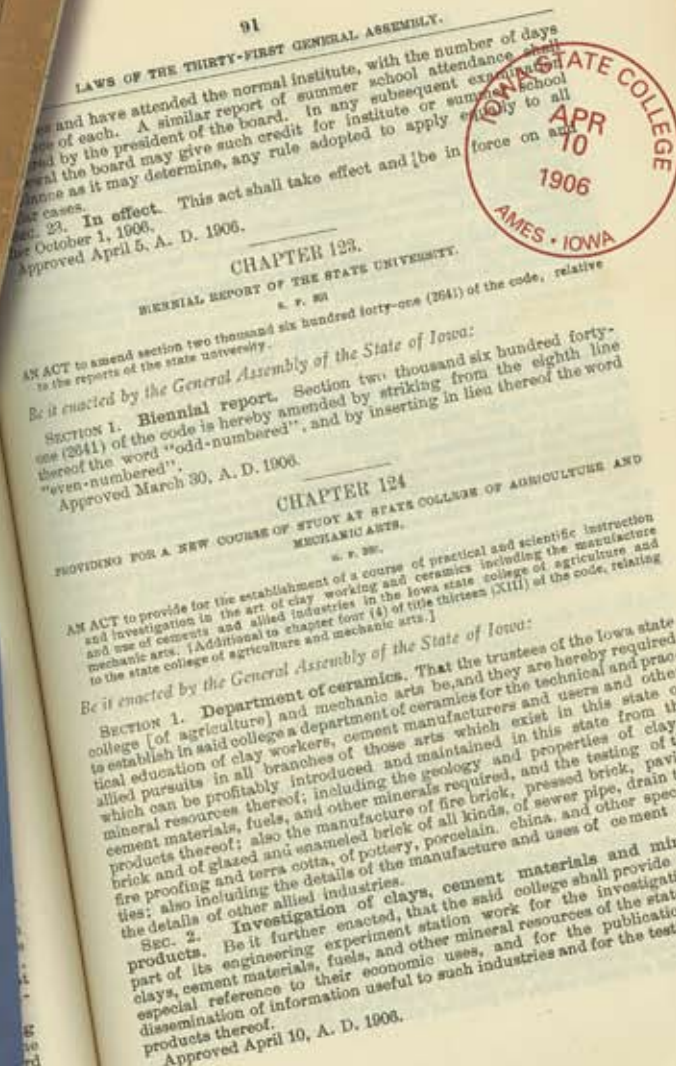 91
LAWS OF THE THIRTY-FIRST GENERAL ASSEMBLY.
and have attended the normal institute, with the number of days
of each. A similar report of summer school attendance shall
by the president of the board. In any subsequent examination
the board may give such credit for institute or summer school
as it may determine, any rule adopted to apply equally to all
cases.
23. In effect. This act shall take effect and [be in force on and
October 1, 1906.
Approved April 5, A. D. 1906.
IOWA STATE COLLEGE
APR
10
1906
AMES • IOWA
CHAPTER 123.
BIENNIAL REPORT OF THE STATE UNIVERSITY.
S. F.
AN ACT to amend section two thousand six hundred forty-one (2641) of the code, relative
to the reports of the state university.
Be it enacted by the General Assembly of the State of Iowa:
SECTION 1. Biennial report. Section two thousand six hundred forty-
one (2641) of the code is hereby amended by striking from the eighth line
thereof the word "odd-numbered", and by inserting in lieu thereof the word
"even-numbered".
Approved March 30, A. D. 1906.
CHAPTER 124
PROVIDING FOR A NEW COURSE OF STUDY AT STATE COLLEGE OF AGRICULTURE AND
MECHANIC ARTS.
AN ACT to provide for the establishment of a course of practical and scientific instruction
and investigation in the art of clay working and ceramics including the manufacture
and use of cements and allied industries in the Iowa state college of agriculture and
mechanic arts. [Additional to chapter four (4) of title thirteen (XIII) of the code, relating
to the state college of agriculture and mechanic arts.]
Be it enacted by the General Assembly of the State of Iowa:
SECTION 1. Department of ceramics. That the trustees of the Iowa state
college [of agriculture] and mechanic arts be, and they are hereby required
to establish in said college a department of ceramics for the technical and prac-
tical education of clay workers, cement manufacturers and users and othe
allied pursuits in all branches of those arts which exist in this state o
which can be profitably introduced and maintained in this state from th
mineral resources thereof; including the geology and properties of clay
cement materials, fuels, and other minerals required, and the testing of t
products thereof; also the manufacture of fire brick, pressed brick, pavi
brick and of glazed and enameled brick of all kinds, of sewer pipe, drain t
fire proofing and terra cotta, of pottery, porcelain. china, and other spec
ties; also including the details of the manufacture and uses of cement
the details of other allied industries.
SEC. 2. Investigation of clays, cement materials and min
products. Be it further enacted, that the said college shall provide
part of its engineering experiment station work for the investigati
clays, cement materials, fuels, and other mineral resources of the stat
especial reference to their economic uses, and for the publicatio
dissemination of information useful to such industries and for the test
products thereof.
Approved April 10, A. D. 1906.